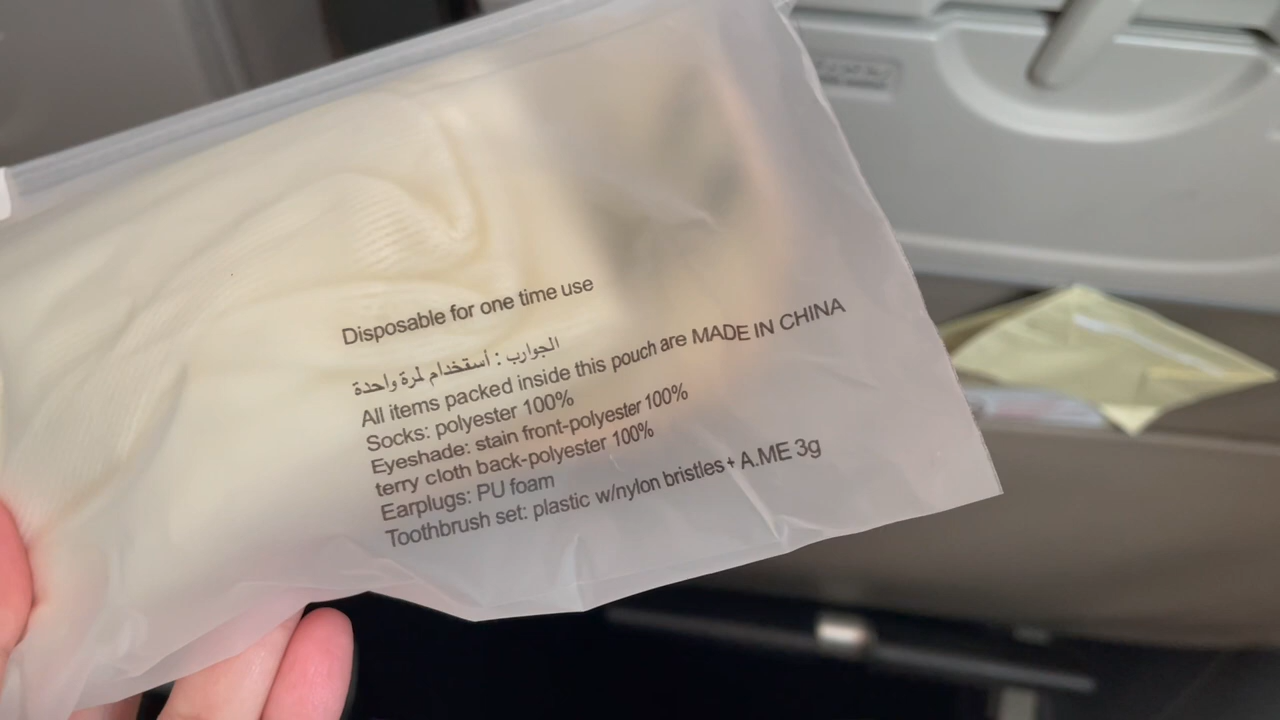 Disposable for one time use
الجوارب : أستخدام لمرة واحدة
All items packed inside this pouch are MADE IN CHINA
Socks: polyester 100%
Eyeshade: stain front-polyester 100%
terry cloth back-polyester 100%
Earplugs: PU foam
Toothbrush set: plastic w/nylon bristles + A.ME 3g